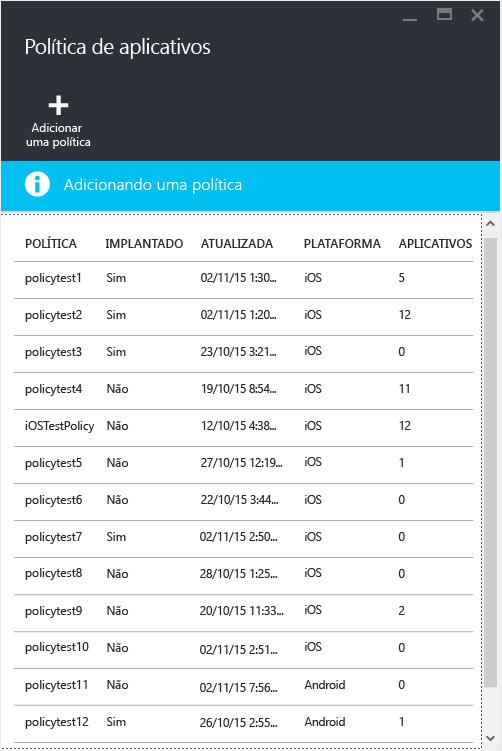 Política de aplicativos
Adicionar
uma política
Adicionando uma política
POLÍTICA IMPLANTADO ATUALIZADA PLATAFORMA APLICATIVOS
policytest1 Sim 02/11/15 1:30... iOS 5
policytest2 Sim 02/11/15 1:20... iOS 12
policytest3 Sim 23/10/15 3:21... iOS 0
policytest4 Não 19/10/15 8:54... iOS 11
iOSTestPolicy Não 12/10/15 4:38... iOS 12
policytest5 Não 27/10/15 12:19... iOS 1
policytest6 Não 22/10/15 3:44... iOS 0
policytest7 Sim 02/11/15 2:50... iOS 0
policytest8 Não 28/10/15 1:25... iOS 0
policytest9 Não 20/10/15 11:33... iOS 2
policytest10 Não 02/11/15 2:51... iOS 0
policytest11 Não 02/11/15 7:56... Android 0
policytest12 Sim 26/10/15 2:55... Android 1